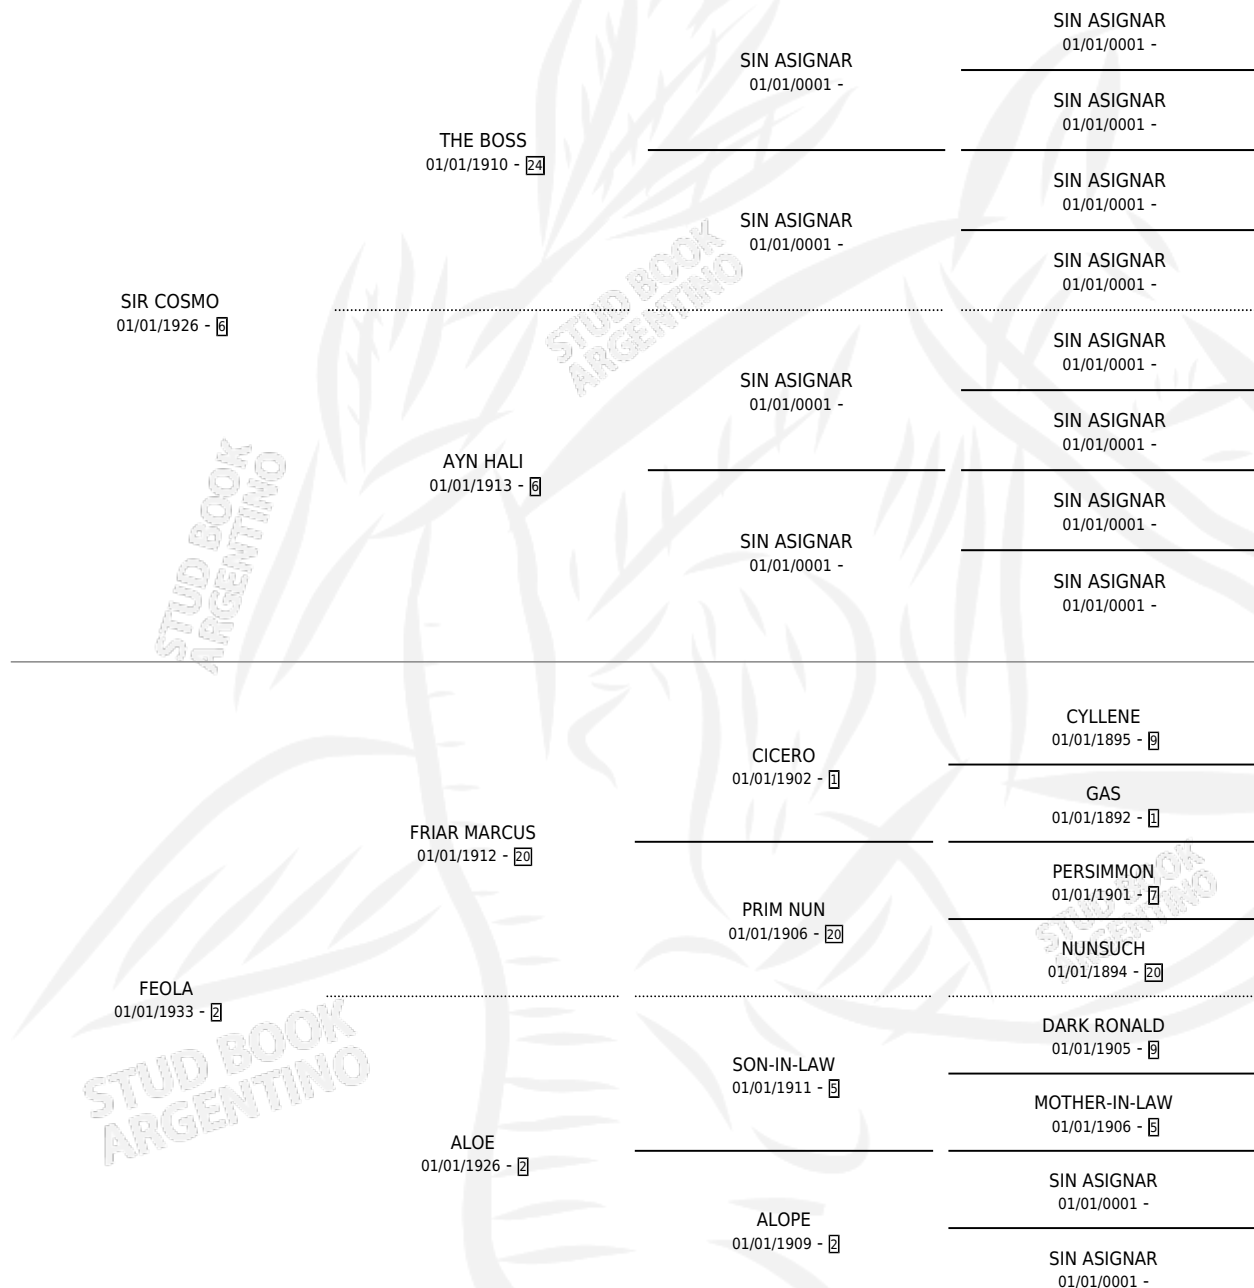 SIN ASIGNAR
01/01/0001 -
SIN ASIGNAR
01/01/0001 -
SIN ASIGNAR
01/01/0001 -
THE BOSS
01/01/1910 - 24
SIN ASIGNAR
01/01/0001 -
SIN ASIGNAR
01/01/0001 -
SIN ASIGNAR
01/01/0001 -
SIR COSMO
01/01/1926 - 6
SIN ASIGNAR
01/01/0001 -
SIN ASIGNAR
01/01/0001 -
SIN ASIGNAR
01/01/0001 -
AYN HALI
01/01/1913 - 6
SIN ASIGNAR
01/01/0001 -
SIN ASIGNAR
01/01/0001 -
SIN ASIGNAR
01/01/0001 -
STUD BOOK
ARGENTINO
STUD BOOK
ARGENTINO
CYLLENE
01/01/1895 - 9
CICERO
01/01/1902 - 1
GAS
01/01/1892 - 1
FRIAR MARCUS
01/01/1912 - 20
PERSIMMON
01/01/1901 - 7
PRIM NUN
01/01/1906 - 20
NUNSUCH
01/01/1894 - 20
STUD BOOK
ARGENTINO
FEOLA
01/01/1933 - 2
DARK RONALD
01/01/1905 - 9
SON-IN-LAW
01/01/1911 - 5
MOTHER-IN-LAW
01/01/1906 - 5
STUD BOOK
ARGENTINO
ALOE
01/01/1926 - 2
SIN ASIGNAR
01/01/0001 -
ALOPE
01/01/1909 - 2
SIN ASIGNAR
01/01/0001 -